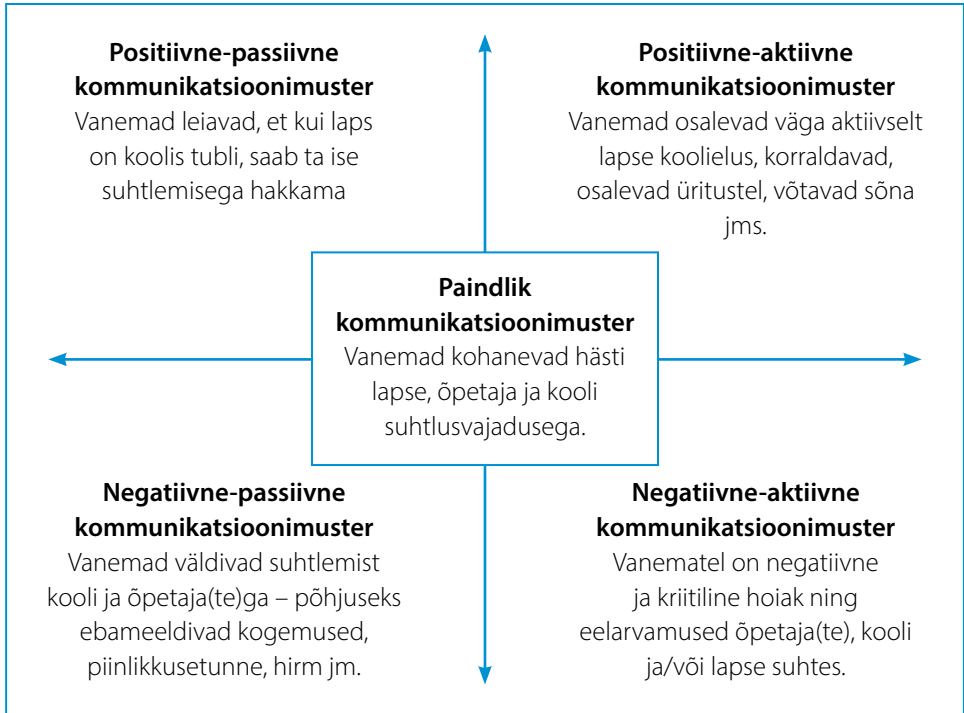 Positiivne-passiivne
kommunikatsioonimuster
Vanemad leiavad, et kui laps
on koolis tubli, saab ta ise
suhtlemisega hakkama
Positiivne-aktiivne
kommunikatsioonimuster
Vanemad osalevad väga aktiivselt
lapse koolielus, korraldavad,
osalevad üritustel, võtavad sõna
jms.
Paindlik
kommunikatsioonimuster
Vanemad kohanevad hästi
lapse, õpetaja ja kooli
suhtlusvajadusega.
Negatiivne-passiivne
kommunikatsioonimuster
Vanemad väldivad suhtlemist
kooli ja õpetaja(te)ga – põhjuseks
ebameeldivad kogemused,
piinlikkusetunne, hirm jm.
Negatiivne-aktiivne
kommunikatsioonimuster
Vanematel on negatiivne
ja kriitiline hoiak ning
eelarvamused õpetaja(te), kooli
ja/või lapse suhtes.